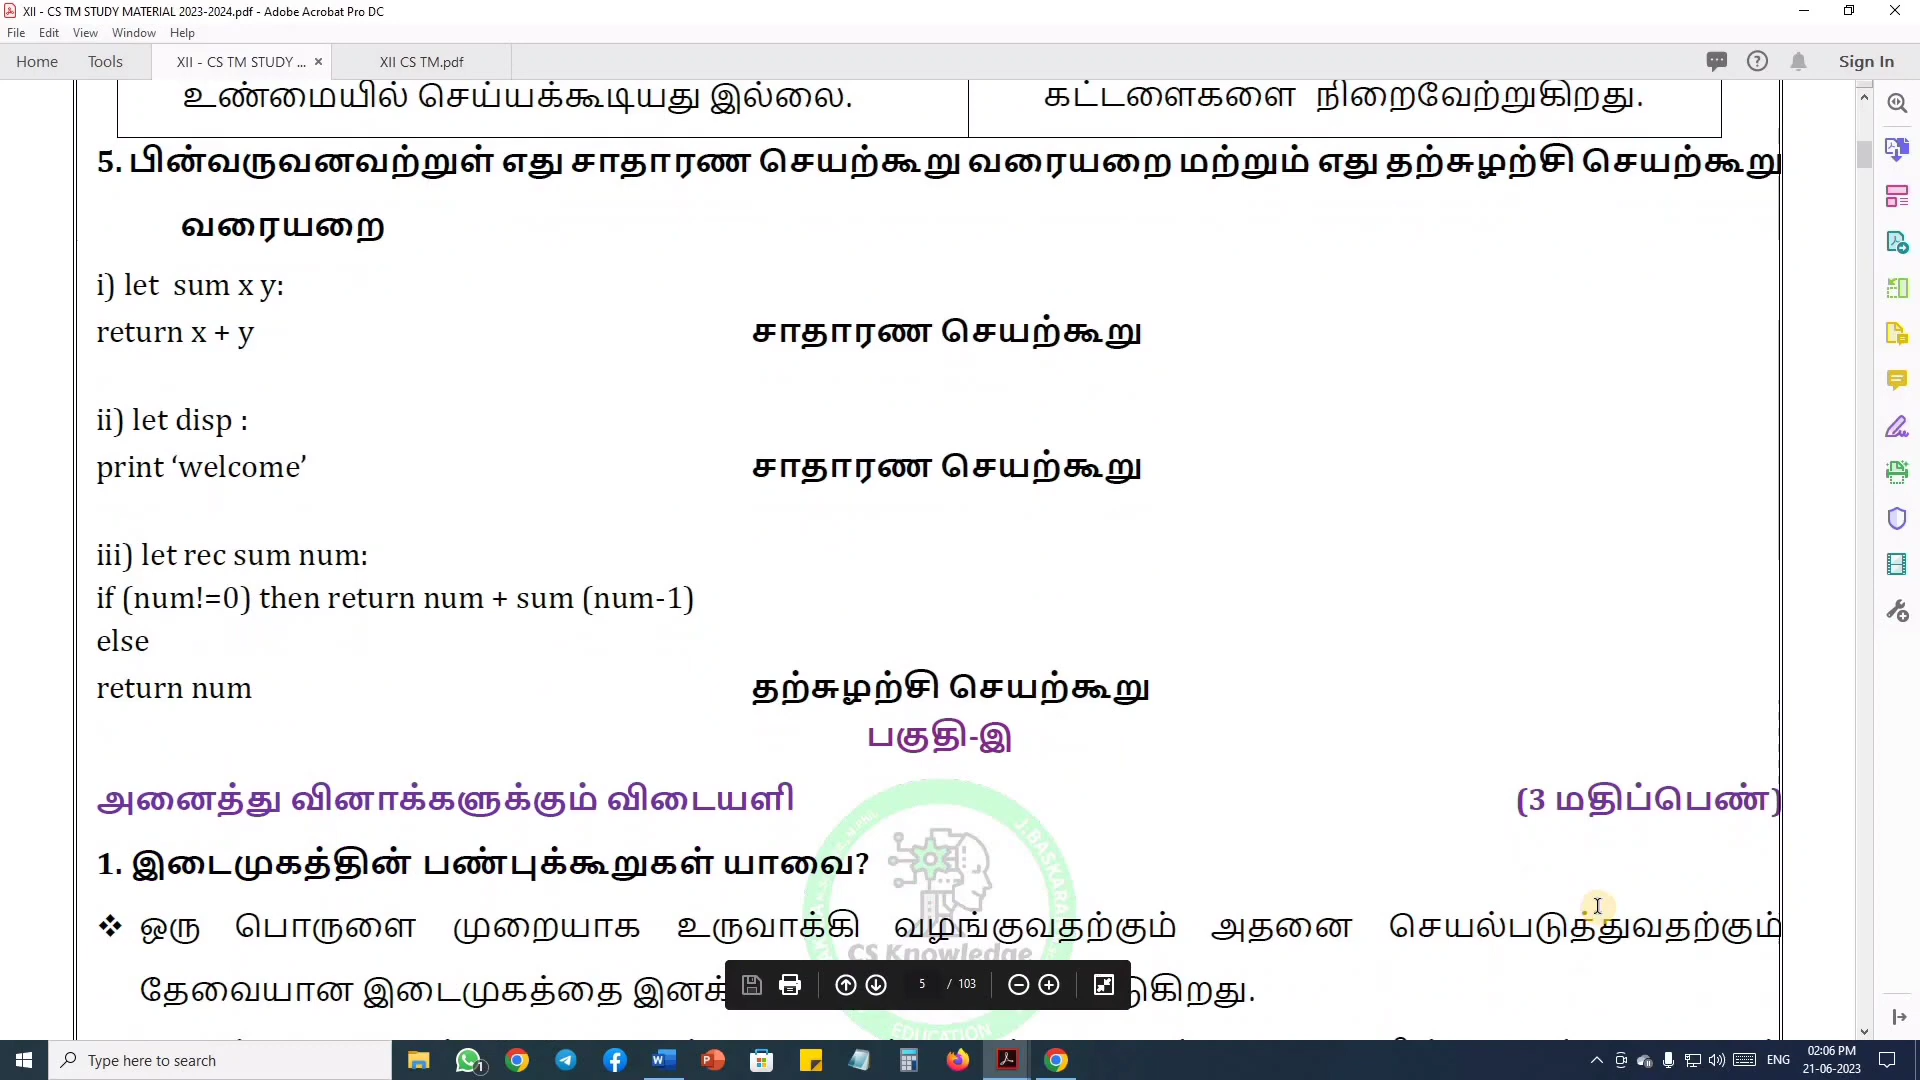 XII - CS TM STUDY MATERIAL 2023-2024.pdf - Adobe Acrobat Pro DC
File Edit View Window Help
Home Tools XII - CS TM STUDY ... × XII CS TM.pdf Sign In
உண்மையில் செய்யக்கூடியது இல்லை. கட்டளைகளை நிறைவேற்றுகிறது.
5. பின்வருவனவற்றுள் எது சாதாரண செயற்கூறு வரையறை மற்றும் எது தற்சுழற்சி செயற்கூறு
வரையறை
i) let sum x y:
return x + y சாதாரண செயற்கூறு
ii) let disp :
print ‘welcome’ சாதாரண செயற்கூறு
iii) let rec sum num:
if (num!=0) then return num + sum (num-1)
else
return num தற்சுழற்சி செயற்கூறு
பகுதி-இ
அனைத்து வினாக்களுக்கும் விடையளி (3 மதிப்பெண்)
1. இடைமுகத்தின் பண்புக்கூறுகள் யாவை?
❖ ஒரு பொருளை முறையாக உருவாக்கி வழங்குவதற்கும் அதனை செயல்படுத்துவதற்கும்
CS Knowledge
தேவையான இடைமுகத்தை
5 / 103
EDUCATION
J.BASKARA
Type here to search
ENG 02:06 PM
21-06-2023